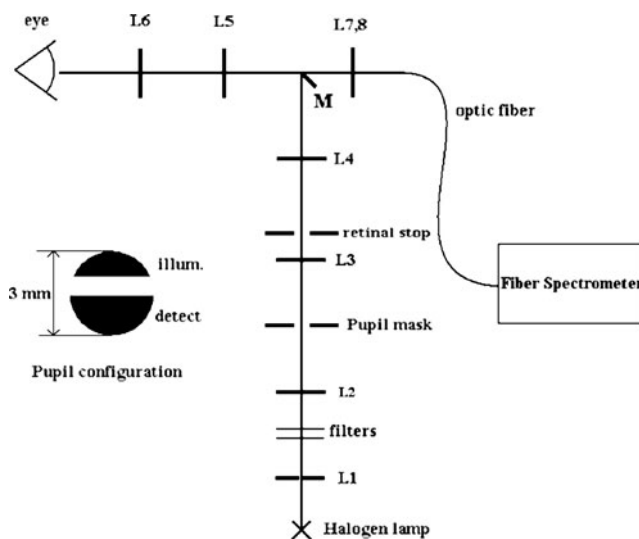 eye
L6
L5
L7,8
M
optic fiber
L4
retinal stop
L3
illum.
3 mm
detect
Fiber Spectrometer
Pupil mask
Pupil configuration
L2
filters
L1
Halogen lamp